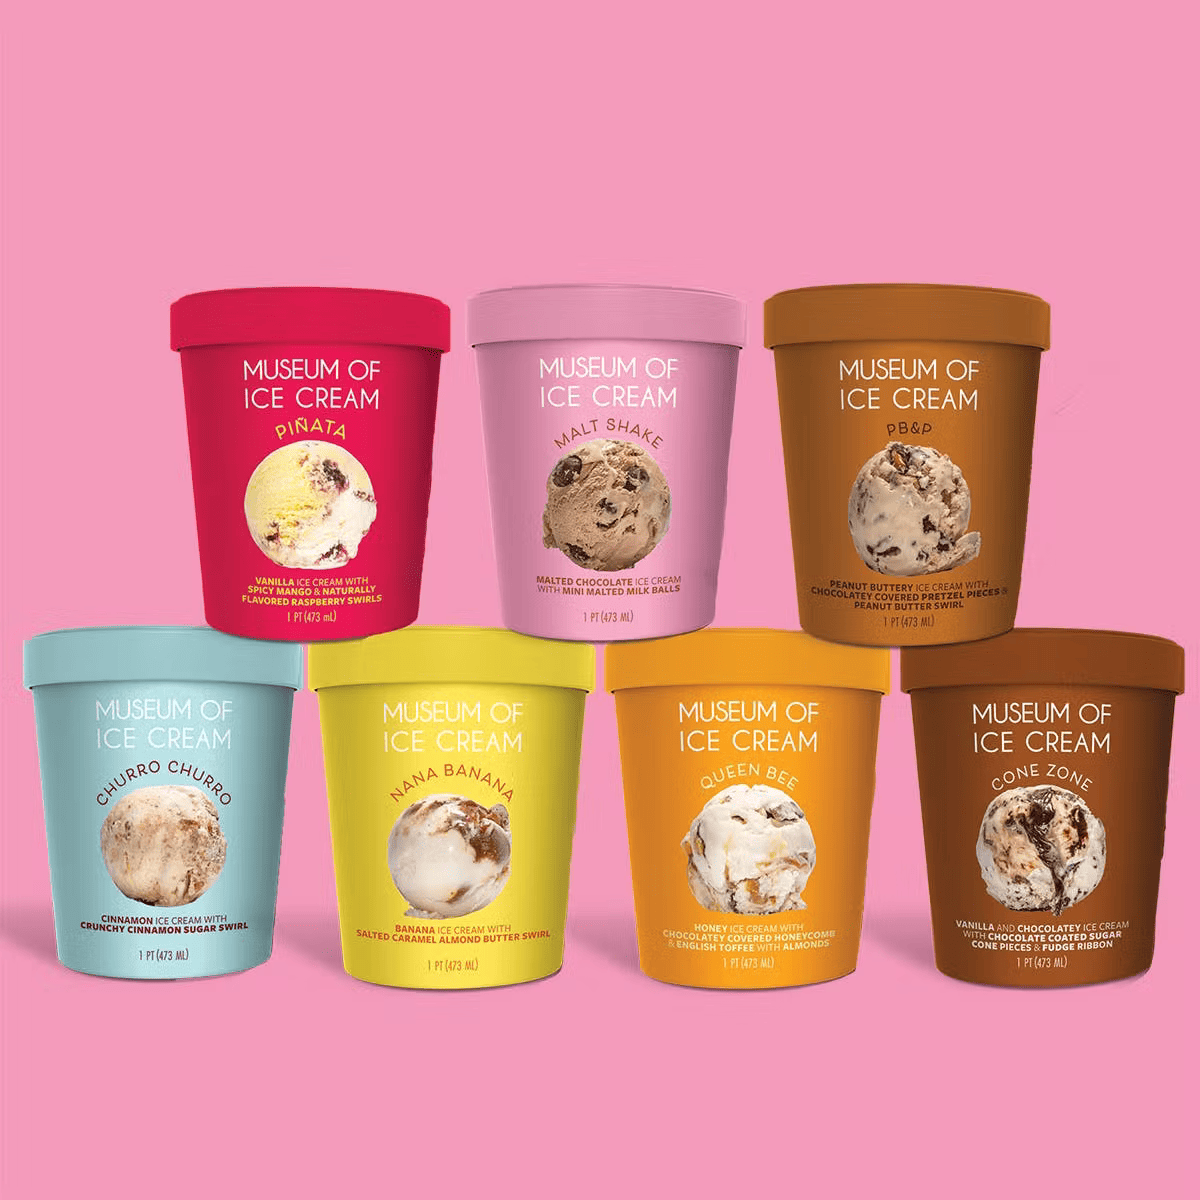 MUSEUM OF
ICE CREAM
PIÑATA
VANILLA ICE CREAM WITH
SPICY MANGO & NATURALLY
FLAVORED RASPBERRY SWIRLS
1 PT (473 mL)
MUSEUM OF
ICE CREAM
MALT SHAKE
MALTED CHOCOLATE ICE CREAM
WITH MINI MALTED MILK BALLS
1 PT (473 mL)
MUSEUM OF
ICE CREAM
PB&P
PEANUT BUTTERY ICE CREAM WITH
CHOCOLATEY COVERED PRETZEL PIECES &
PEANUT BUTTER SWIRL
1 PT (473 mL)
MUSEUM OF
ICE CREAM
CHURRO CHURRO
CINNAMON ICE CREAM WITH
CRUNCHY CINNAMON SUGAR SWIRL
1 PT (473 ML)
MUSEUM OF
ICE CREAM
NANA BANANA
BANANA ICE CREAM WITH
SALTED CARAMEL ALMOND BUTTER SWIRL
1 PT (473 ML)
MUSEUM OF
ICE CREAM
QUEEN BEE
HONEY ICE CREAM WITH
CHOCOLATEY COVERED HONEYCOMB
& ENGLISH TOFFEE WITH ALMONDS
1 PT (473 ML)
MUSEUM OF
ICE CREAM
CONE ZONE
VANILLA AND CHOCOLATEY ICE CREAM
WITH CHOCOLATE COATED SUGAR
CONE PIECES & FUDGE RIBBON
1 PT (473 ML)